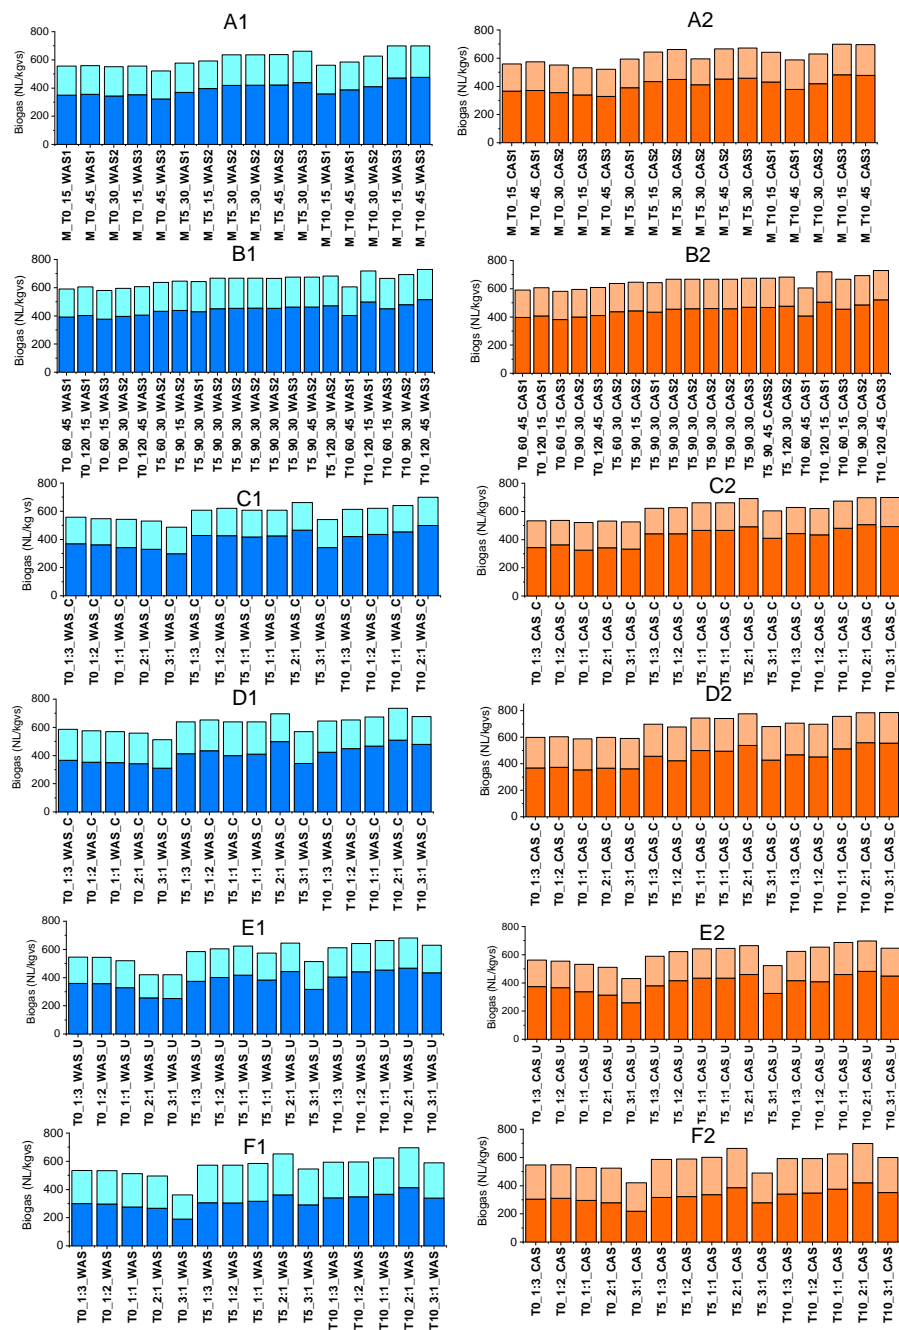 A1
Biogas (NL/kgvs)
800
600
400
200
0
M_T0_15_WAS1
M_T0_45_WAS1
M_T0_30_WAS2
M_T0_15_WAS3
M_T0_45_WAS3
M_T5_30_WAS1
M_T5_15_WAS2
M_T5_30_WAS2
M_T5_30_WAS2
M_T5_45_WAS2
M_T5_30_WAS3
M_T10_15_WAS1
M_T10_45_WAS1
M_T10_30_WAS2
M_T10_15_WAS3
M_T10_45_WAS3
A2
Biogas (NL/kgvs)
800
600
400
200
0
M_T0_15_CAS1
M_T0_45_CAS1
M_T0_30_CAS2
M_T0_15_CAS3
M_T0_45_CAS3
M_T5_30_CAS1
M_T5_15_CAS2
M_T5_30_CAS2
M_T5_30_CAS2
M_T5_45_CAS2
M_T5_30_CAS3
M_T10_15_CAS1
M_T10_45_CAS1
M_T10_30_CAS2
M_T10_15_CAS3
M_T10_45_CAS3
B1
Biogas (NL/kgvs)
800
600
400
200
0
T0_60_45_WAS1
T0_120_15_WAS1
T0_60_15_WAS3
T0_90_30_WAS2
T0_120_45_WAS3
T5_60_30_WAS2
T5_90_15_WAS2
T5_90_30_WAS1
T5_90_30_WAS2
T5_90_30_WAS2
T5_90_30_WAS2
T5_90_30_WAS2
T5_90_30_WAS3
T5_90_45_WAS2
T5_120_30_WAS2
T10_60_45_WAS1
T10_120_15_WAS1
T10_60_15_WAS3
T10_90_30_WAS2
T10_120_45_WAS3
B2
Biogs (NL/kgvs)
800
600
400
200
0
T0_60_45_CAS1
T0_120_15_CAS1
T0_60_15_CAS3
T0_90_30_CAS2
T0_120_45_CAS3
T5_60_30_CAS2
T5_90_15_CAS2
T5_90_30_CAS1
T5_90_30_CAS2
T5_90_30_CAS2
T5_90_30_CAS2
T5_90_30_CAS2
T5_90_30_CAS3
T5_90_45_CASS2
T5_120_30_CAS2
T10_60_45_CAS1
T10_120_15_CAS1
T10_60_15_CAS3
T10_90_30_CAS2
T10_120_45_CAS3
C1
Biogas (NL/kg vs)
800
600
400
200
0
T0_1:3_WAS_C
T0_1:2_WAS_C
T0_1:1_WAS_C
T0_2:1_WAS_C
T0_3:1_WAS_C
T5_1:3_WAS_C
T5_1:2_WAS_C
T5_1:1_WAS_C
T5_1:1_WAS_C
T5_2:1_WAS_C
T5_3:1_WAS_C
T10_1:3_WAS_C
T10_1:2_WAS_C
T10_1:1_WAS_C
T10_2:1_WAS_C
C2
Biogas (NL/kgvs)
800
600
400
200
0
T0_1:3_CAS_C
T0_1:2_CAS_C
T0_1:1_CAS_C
T0_2:1_CAS_C
T0_3:1_CAS_C
T5_1:3_CAS_C
T5_1:2_CAS_C
T5_1:1_CAS_C
T5_1:1_CAS_C
T5_2:1_CAS_C
T5_3:1_CAS_C
T10_1:3_CAS_C
T10_1:2_CAS_C
T10_1:1_CAS_C
T10_2:1_CAS_C
T10_3:1_CAS_C
D1
Biogas (NL/kgvs)
800
600
400
200
0
T0_1:3_WAS_C
T0_1:2_WAS_C
T0_1:1_WAS_C
T0_2:1_WAS_C
T0_3:1_WAS_C
T5_1:3_WAS_C
T5_1:2_WAS_C
T5_1:1_WAS_C
T5_1:1_WAS_C
T5_2:1_WAS_C
T5_3:1_WAS_C
T10_1:3_WAS_C
T10_1:2_WAS_C
T10_1:1_WAS_C
T10_2:1_WAS_C
T10_3:1_WAS_C
D2
Biogas (NL/kgvs)
800
600
400
200
0
T0_1:3_CAS_C
T0_1:2_CAS_C
T0_1:1_CAS_C
T0_2:1_CAS_C
T0_3:1_CAS_C
T5_1:3_CAS_C
T5_1:2_CAS_C
T5_1:1_CAS_C
T5_1:1_CAS_C
T5_2:1_CAS_C
T5_3:1_CAS_C
T10_1:3_CAS_C
T10_1:2_CAS_C
T10_1:1_CAS_C
T10_2:1_CAS_C
T10_3:1_CAS_C
E1
Biogas (NL/kgvs)
800
600
400
200
0
T0_1:3_WAS_U
T0_1:2_WAS_U
T0_1:1_WAS_U
T0_2:1_WAS_U
T0_3:1_WAS_U
T5_1:3_WAS_U
T5_1:2_WAS_U
T5_1:1_WAS_U
T5_1:1_WAS_U
T5_2:1_WAS_U
T5_3:1_WAS_U
T10_1:3_WAS_U
T10_1:2_WAS_U
T10_1:1_WAS_U
T10_2:1_WAS_U
T10_3:1_WAS_U
E2
Biogas (NL/kgvs)
800
600
400
200
0
T0_1:3_CAS_U
T0_1:2_CAS_U
T0_1:1_CAS_U
T0_2:1_CAS_U
T0_3:1_CAS_U
T5_1:3_CAS_U
T5_1:2_CAS_U
T5_1:1_CAS_U
T5_1:1_CAS_U
T5_2:1_CAS_U
T5_3:1_CAS_U
T10_1:3_CAS_U
T10_1:2_CAS_U
T10_1:1_CAS_U
T10_2:1_CAS_U
T10_3:1_CAS_U
F1
Biogas (NL/kgvs)
800
600
400
200
0
T0_1:3_WAS
T0_1:2_WAS
T0_1:1_WAS
T0_2:1_WAS
T0_3:1_WAS
T5_1:3_WAS
T5_1:2_WAS
T5_1:1_WAS
T5_2:1_WAS
T5_3:1_WAS
T10_1:3_WAS
T10_1:2_WAS
T10_1:1_WAS
T10_2:1_WAS
T10_3:1_WAS
F2
Biogas (NL/kgvs)
800
600
400
200
0
T0_1:3_CAS
T0_1:2_CAS
T0_1:1_CAS
T0_2:1_CAS
T0_3:1_CAS
T5_1:3_CAS
T5_1:2_CAS
T5_1:1_CAS
T5_2:1_CAS
T5_3:1_CAS
T10_1:3_CAS
T10_1:2_CAS
T10_1:1_CAS
T10_2:1_CAS
T10_3:1_CAS